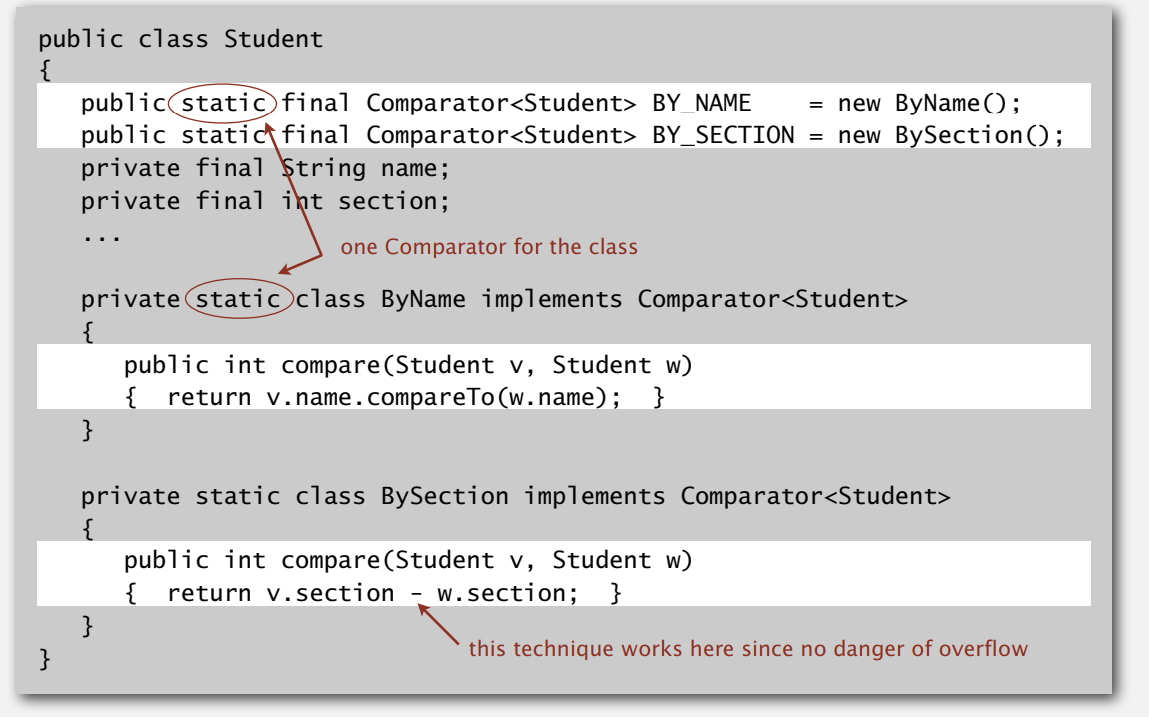 public class Student
{
public static final Comparator<Student> BY_NAME = new ByName();
public static final Comparator<Student> BY_SECTION = new BySection();
private final String name;
private final int section;
...
one Comparator for the class
private static class ByName implements Comparator<Student>
{
public int compare(Student v, Student w)
{ return v.name.compareTo(w.name); }
}
private static class BySection implements Comparator<Student>
{
public int compare(Student v, Student w)
{ return v.section - w.section; }
}
this technique works here since no danger of overflow
}